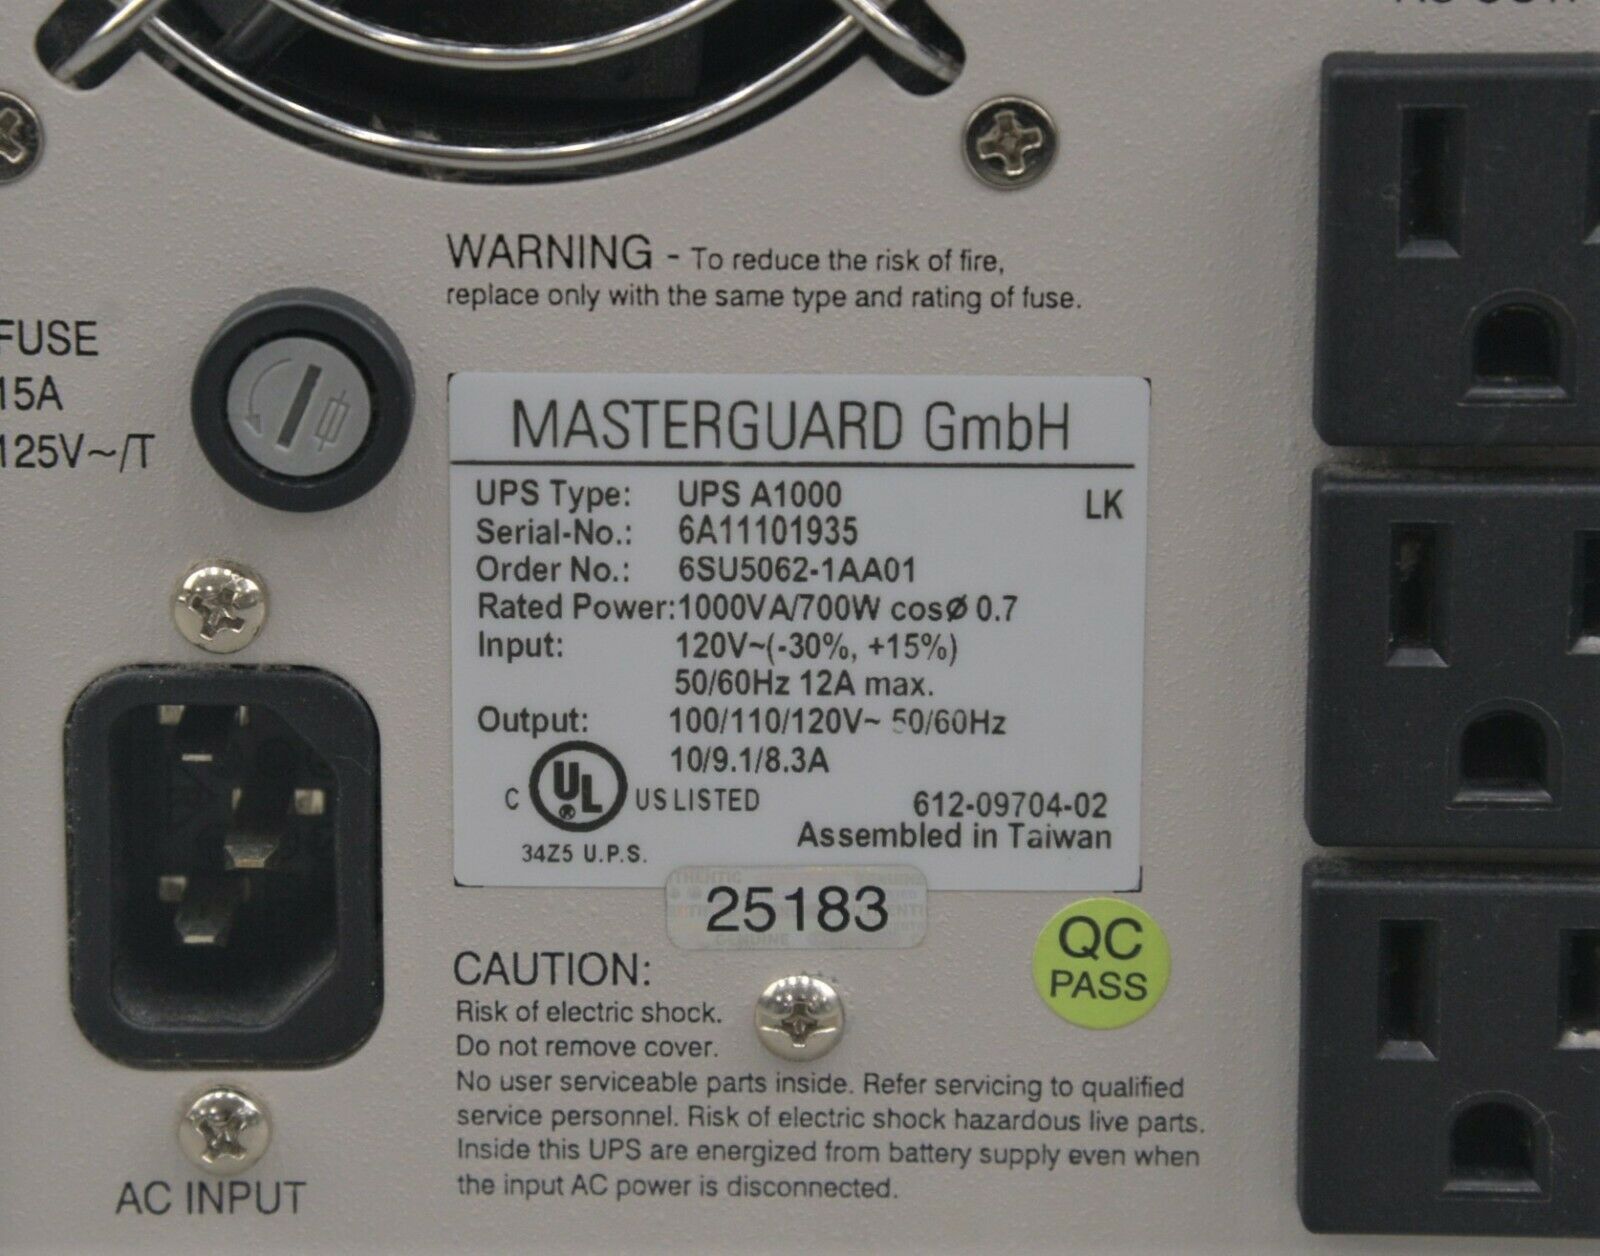 WARNING - To reduce the risk of fire,
replace only with the same type and rating of fuse.
FUSE
15A
125V~/T
MASTERGUARD GmbH
UPS Type: UPS A1000 LK
Serial-No.: 6A11101935
Order No.: 6SU5062-1AA01
Rated Power:1000VA/700W cosØ 0.7
Input: 120V~(-30%, +15%)
50/60Hz 12A max.
Output: 100/110/120V~ 50/60Hz
10/9.1/8.3A
C UL ® US LISTED
34Z5 U.P.S.
612-09704-02
Assembled in Taiwan
25183
QC
PASS
CAUTION:
Risk of electric shock.
Do not remove cover.
No user serviceable parts inside. Refer servicing to qualified
service personnel. Risk of electric shock hazardous live parts.
Inside this UPS are energized from battery supply even when
the input AC power is disconnected.
AC INPUT